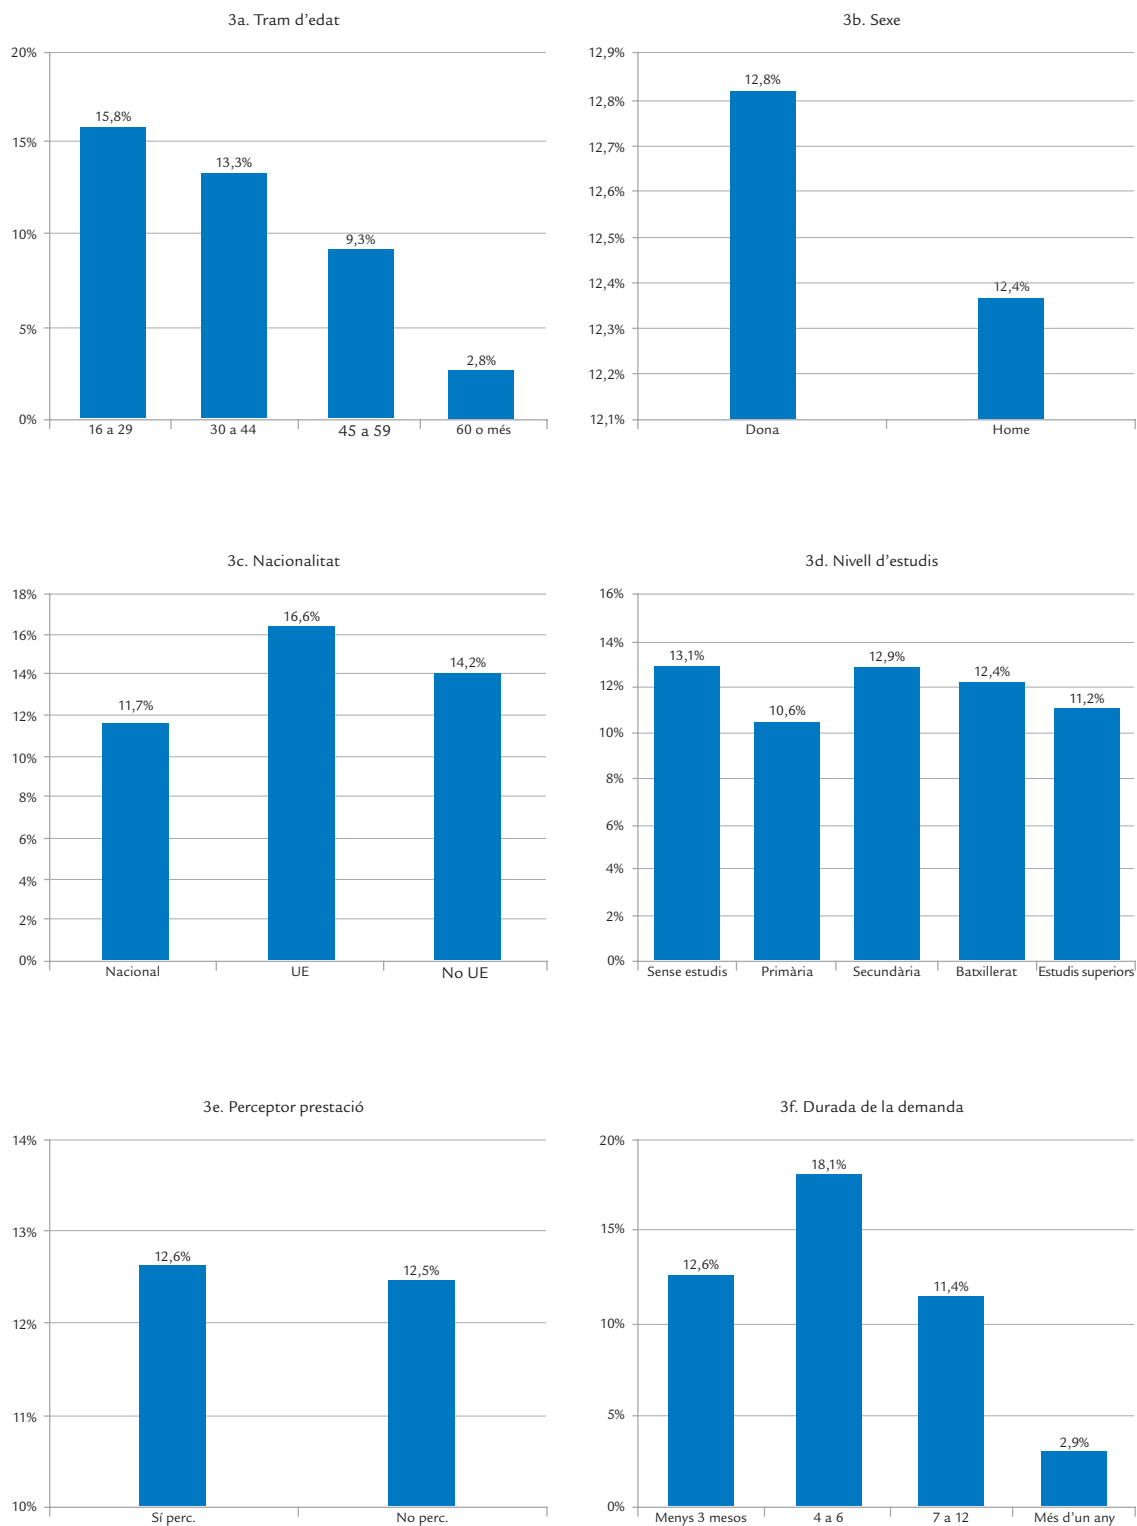 3a. Tram d'edat
20%
15%
10%
5%
0%
15,8%
13,3%
9,3%
2,8%
16 a 29
30 a 44
45 a 59
60 o més
3b. Sexe
12,9%
12,8%
12,7%
12,6%
12,5%
12,4%
12,3%
12,2%
12,1%
12,8%
12,4%
Dona
Home
3c. Nacionalitat
18%
16%
14%
12%
10%
8%
6%
4%
2%
0%
11,7%
16,6%
14,2%
Nacional
UE
No UE
3d. Nivell d'estudis
16%
14%
12%
10%
8%
6%
4%
2%
0%
13,1%
10,6%
12,9%
12,4%
11,2%
Sense estudis
Primària
Secundària
Batxillerat
Estudis superiors
3e. Perceptor prestació
14%
13%
12%
11%
10%
12,6%
12,5%
Sí perc.
No perc.
3f. Durada de la demanda
20%
15%
10%
5%
0%
12,6%
18,1%
11,4%
2,9%
Menys 3 mesos
4 a 6
7 a 12
Més d'un any